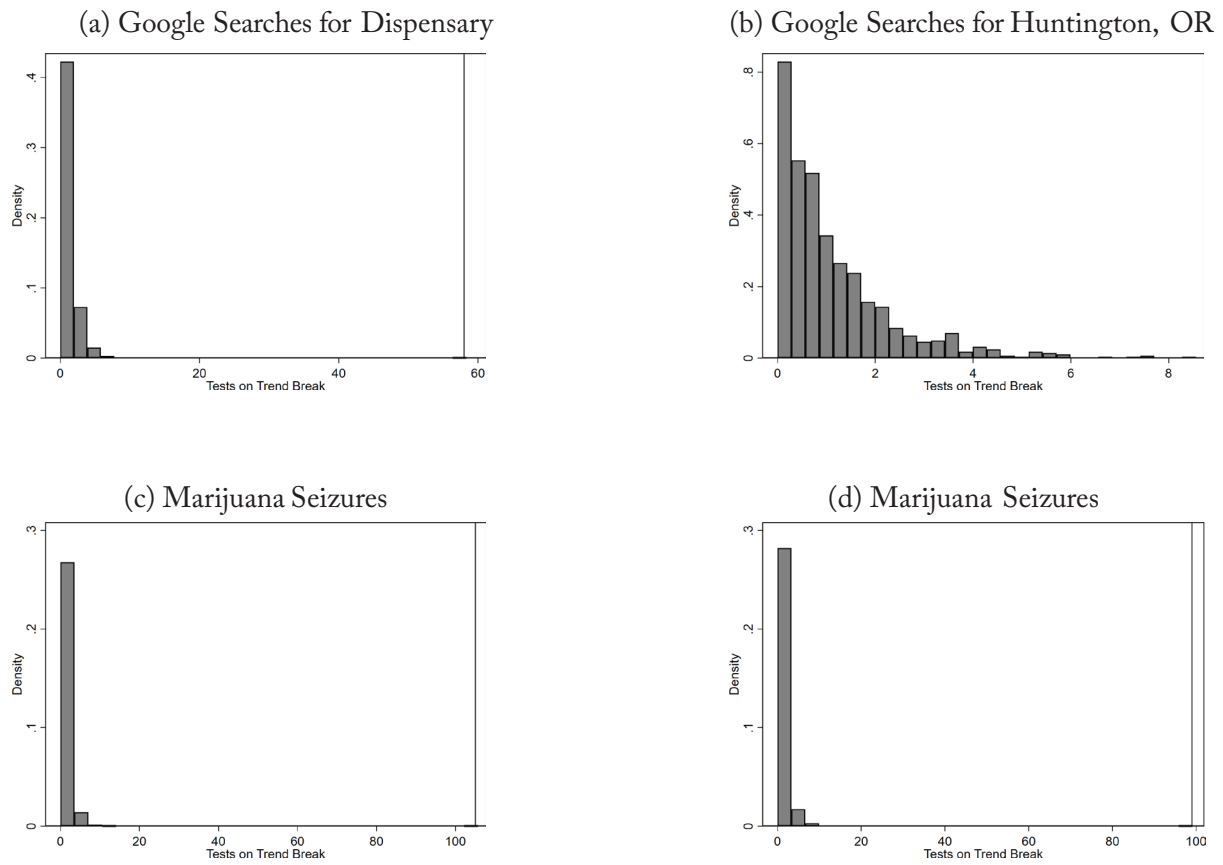 (a) Google Searches for Dispensary
.4
.3
.2
.1
0
Density
0 20 40 60
Tests on Trend Break
(b) Google Searches for Huntington, OR
.8
.6
.4
.2
0
Density
0 2 4 6 8
Tests on Trend Break
(c) Marijuana Seizures
.3
.2
.1
0
Density
0 20 40 60 80 100
Tests on Trend Break
(d) Marijuana Seizures
.3
.2
.1
0
Density
0 20 40 60 80 100
Tests on Trend Break